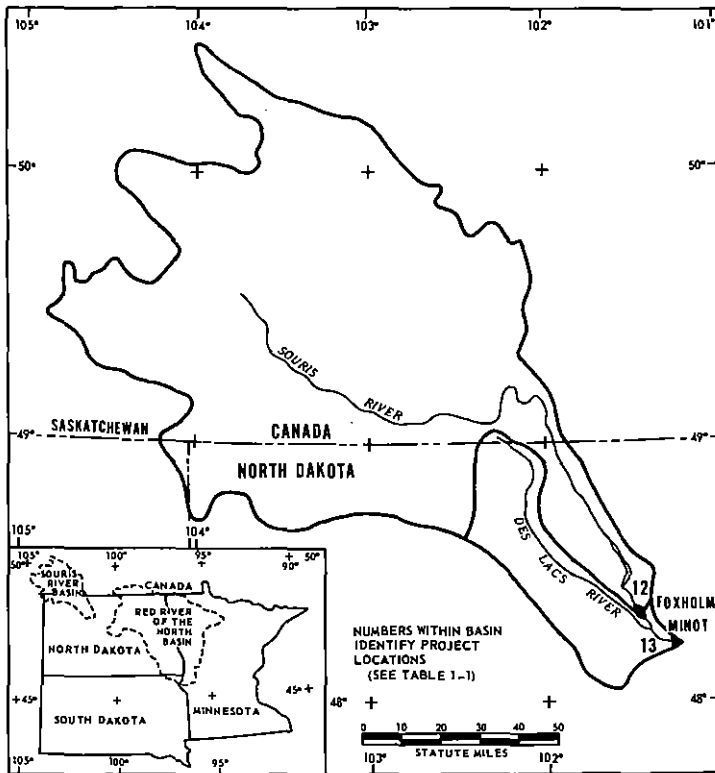 105° 104° 103° 102° 101°
50° 50°
SOURIS
RIVER
SASKATCHEWAN CANADA 49° 49°
NORTH DAKOTA
DES LACS
RIVER
105° 104°
12
FOXHOLM
MINOT
13
NUMBERS WITHIN BASIN
IDENTIFY PROJECT
LOCATIONS
(SEE TABLE 1-1)
48° 48°
0 10 20 30 40 50
STATUTE MILES
103° 102°
100° 95° 90° 50°
SOURIS
RIVER
BASIN
CANADA
RED RIVER
OF THE
NORTH
BASIN
NORTH DAKOTA
45° 45°
MINNESOTA
SOUTH DAKOTA
105° 100° 95°